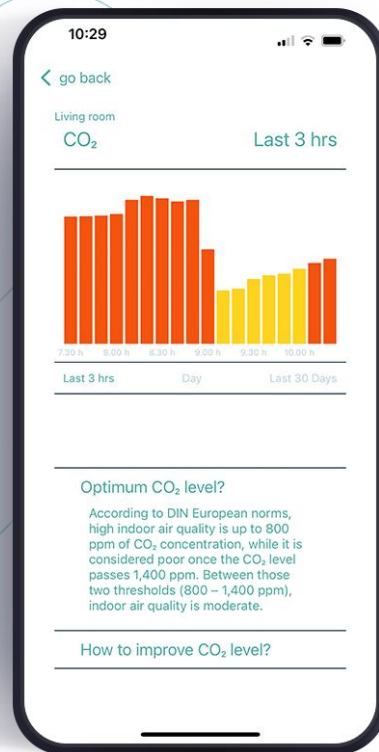 10:29
go back
Living room
CO₂ Last 3 hrs
7.30 h 8.00 h 8.30 h 9.00 h 9.30 h 10.00 h
Last 3 hrs Day Last 30 Days
Optimum CO₂ level?
According to DIN European norms,
high indoor air quality is up to 800
ppm of CO₂ concentration, while it is
considered poor once the CO₂ level
passes 1,400 ppm. Between those
two thresholds (800 – 1,400 ppm),
indoor air quality is moderate.
How to improve CO₂ level?